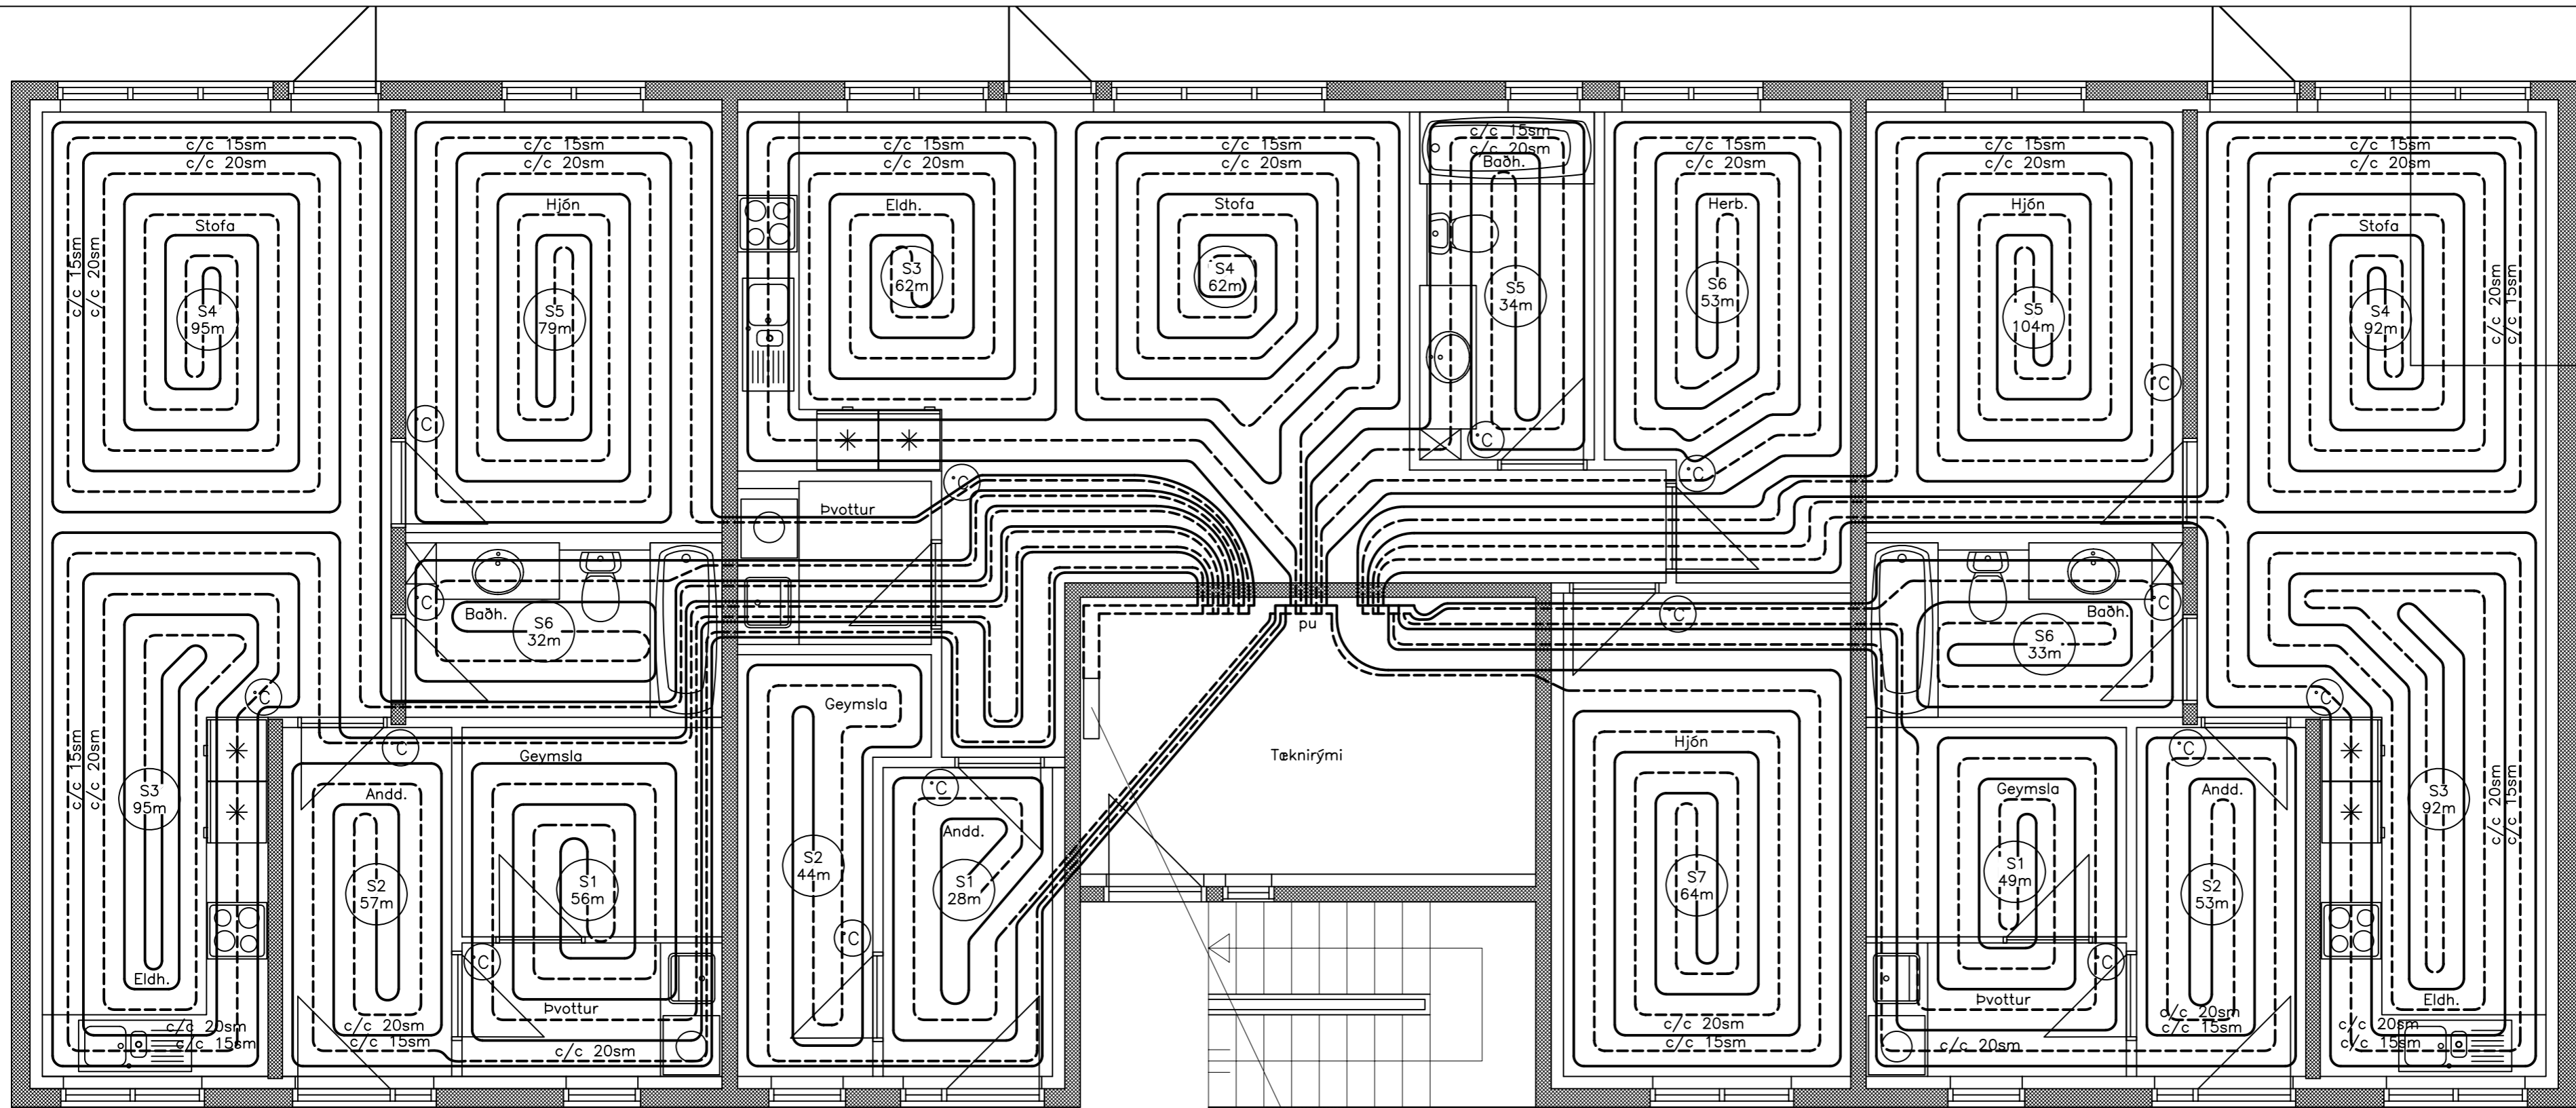 c/c 15sm
c/c 20sm
Stofa
c/c 15sm
c/c 20sm
S4
95m
c/c 15sm
c/c 20sm
Hjón
S5
79m
°C
c/c 15sm
c/c 20sm
Eldh.
S3
62m
c/c 15sm
c/c 20sm
Stofa
S4
62m
c/c 15sm
c/c 20sm
Baðh.
S5
34m
°C
c/c 15sm
c/c 20sm
Herb.
S6
53m
°C
c/c 15sm
c/c 20sm
Hjón
S5
104m
°C
c/c 15sm
c/c 20sm
Stofa
S4
92m
c/c 20sm
c/c 15sm
Þvottur
°C
°C
Baðh.
S6
32m
pu
°C
Baðh.
S6
33m
°C
°C
c/c 15sm
c/c 20sm
S3
95m
Eldh.
c/c 20sm
c/c 15sm
°C
Andd.
S2
57m
c/c 20sm
c/c 15sm
Geymsla
S1
56m
°C
Þvottur
c/c 20sm
Geymsla
S2
44m
°C
°C
Andd.
S1
28m
Tæknirými
Hjón
S7
64m
c/c 20sm
c/c 15sm
Geymsla
S1
49m
°C
Þvottur
c/c 20sm
°C
Andd.
S2
53m
c/c 20sm
c/c 15sm
°C
S3
92m
c/c 20sm
c/c 15sm
Eldh.
c/c 20sm
c/c 15sm